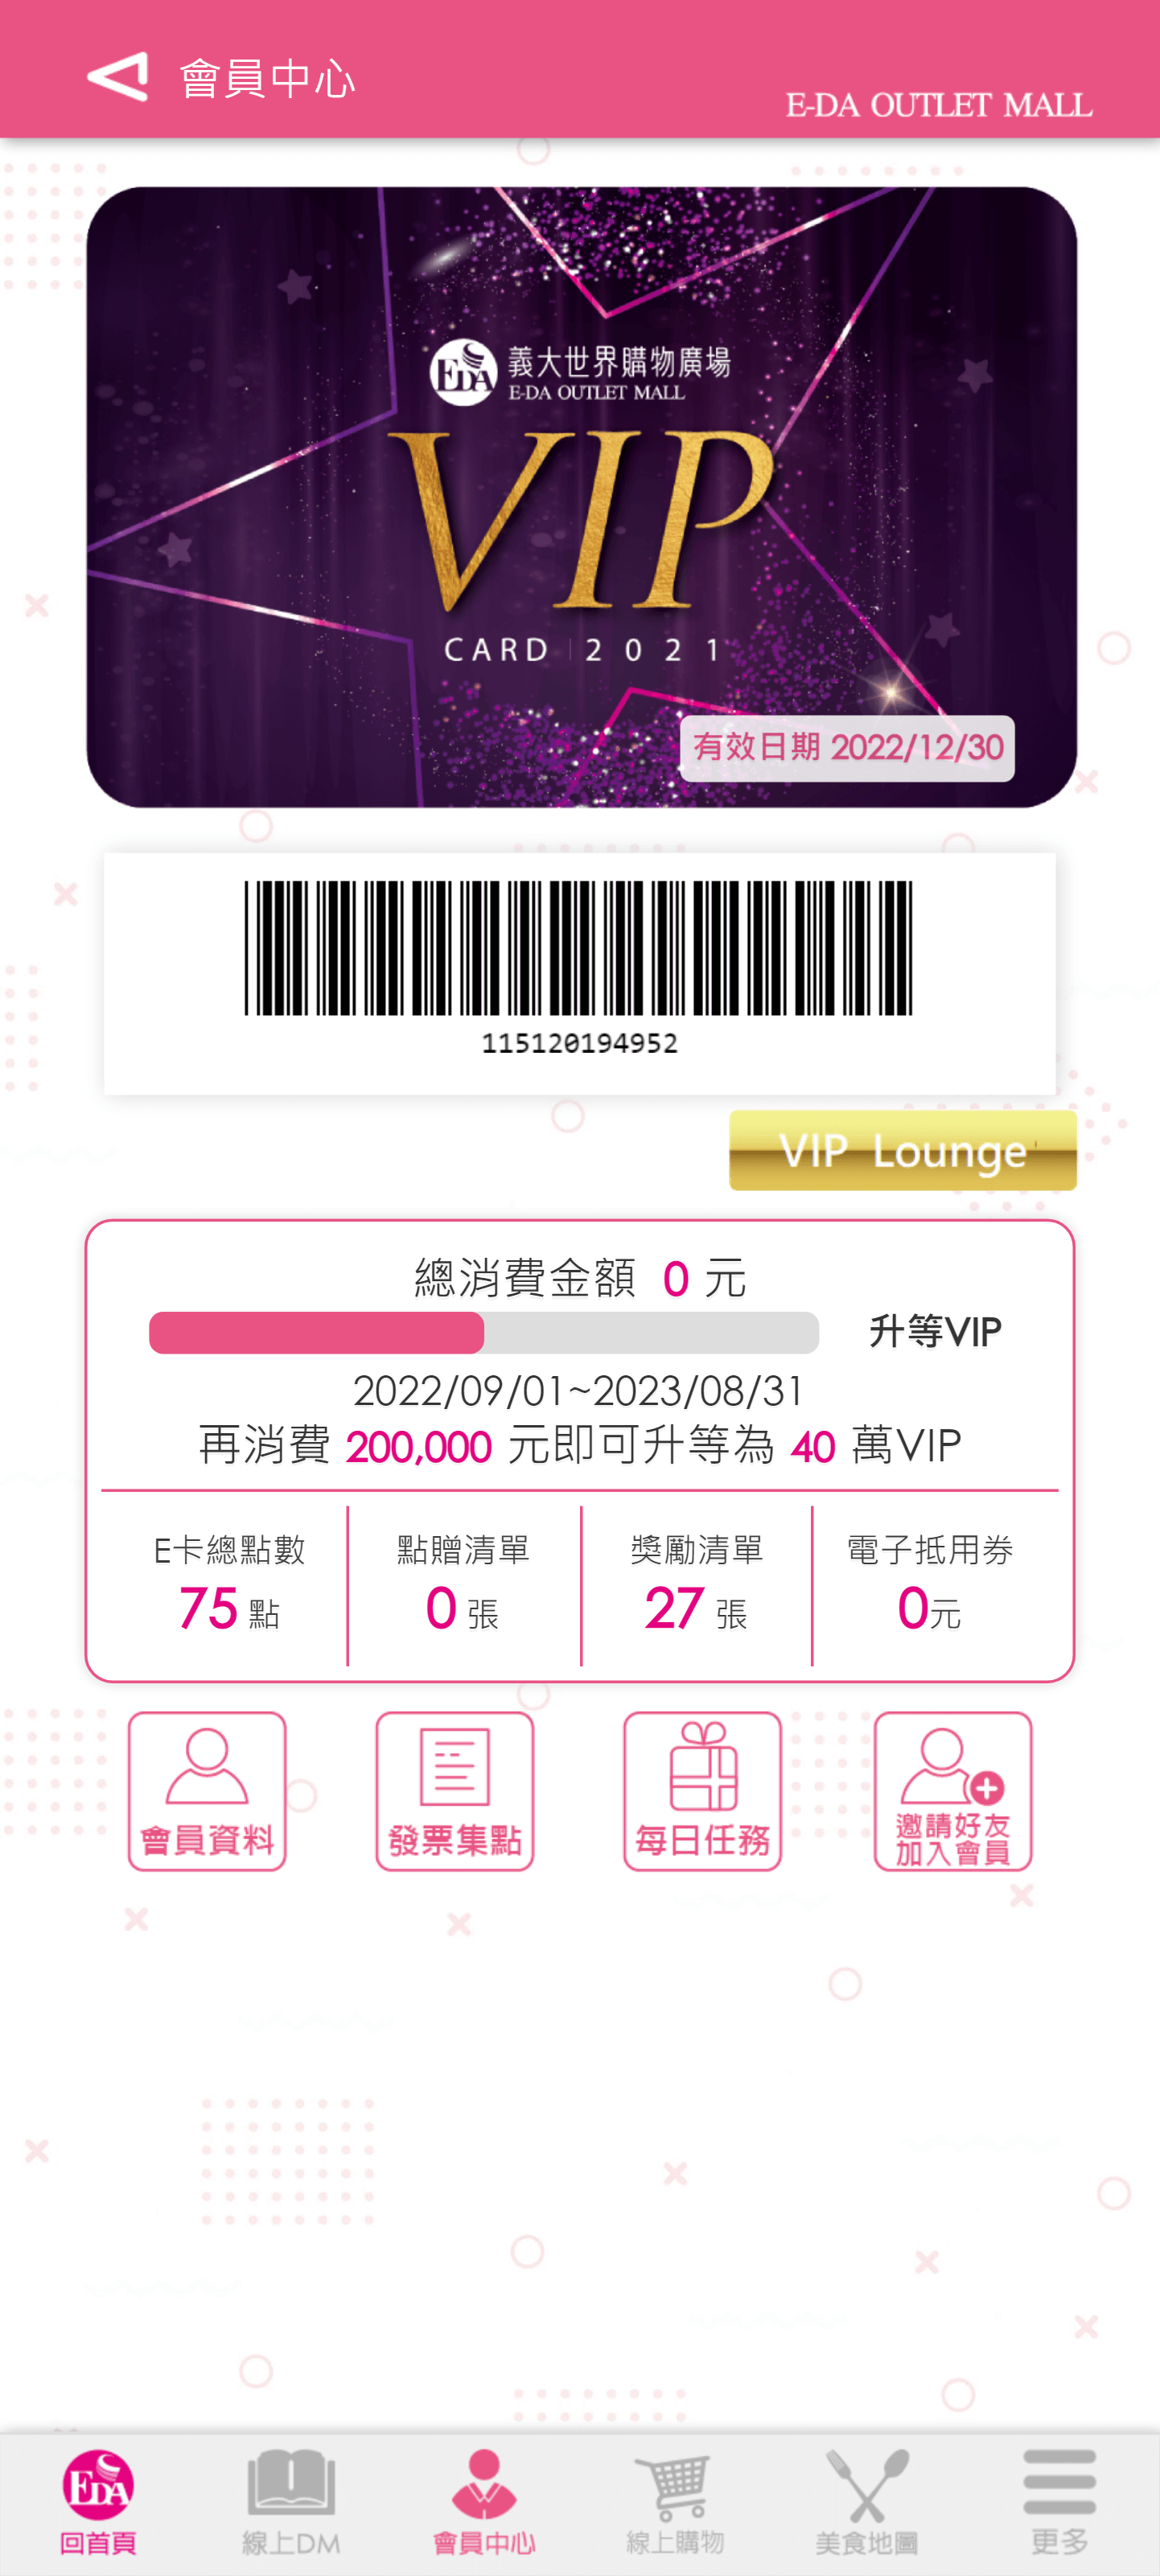 會員中心
E-DA OUTLET MALL
EDA 義大世界購物廣場
E-DA OUTLET MALL
VIP
CARD | 2021
有效日期 2022/12/30
115120194952
VIP Lounge
總消費金額 0 元
升等VIP
2022/09/01~2023/08/31
再消費 200,000 元即可升等為 40 萬VIP
E卡總點數 點贈清單 獎勵清單 電子抵用券
75 點 0 張 27 張 0元
會員資料 發票集點 每日任務 邀請好友
加入會員
EDA
回首頁 線上DM 會員中心 線上購物 美食地圖 更多